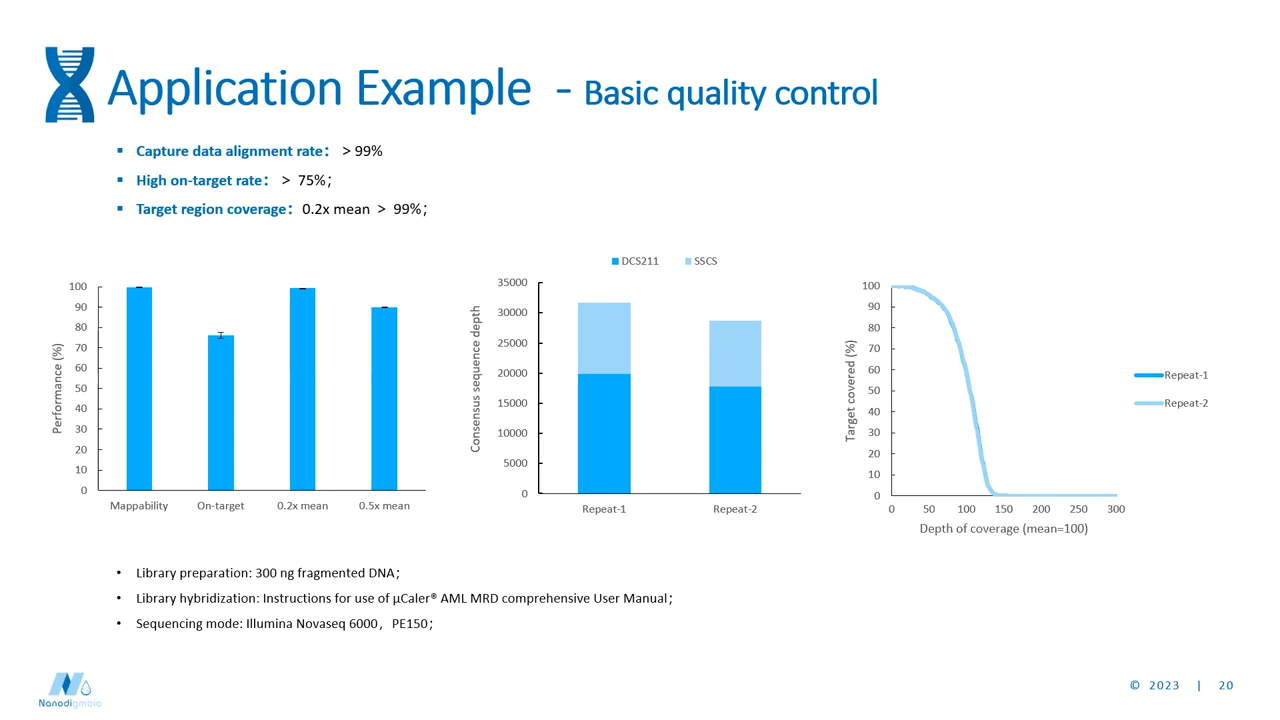 Application Example - Basic quality control
▪ Capture data alignment rate： > 99%
▪ High on-target rate： > 75%；
▪ Target region coverage：0.2x mean > 99%；
Performance (%)
100
90
80
70
60
50
40
30
20
10
0
Mappability On-target 0.2x mean 0.5x mean
DCS211 SSCS
Consensus sequence depth
35000
30000
25000
20000
15000
10000
5000
0
Repeat-1 Repeat-2
Target covered (%)
100
90
80
70
60
50
40
30
20
10
0
0 50 100 150 200 250 300
Depth of coverage (mean=100)
Repeat-1
Repeat-2
• Library preparation: 300 ng fragmented DNA；
• Library hybridization: Instructions for use of μCaler® AML MRD comprehensive User Manual；
• Sequencing mode: Illumina Novaseq 6000，PE150；
Nanodigmbio
© 2023 | 20